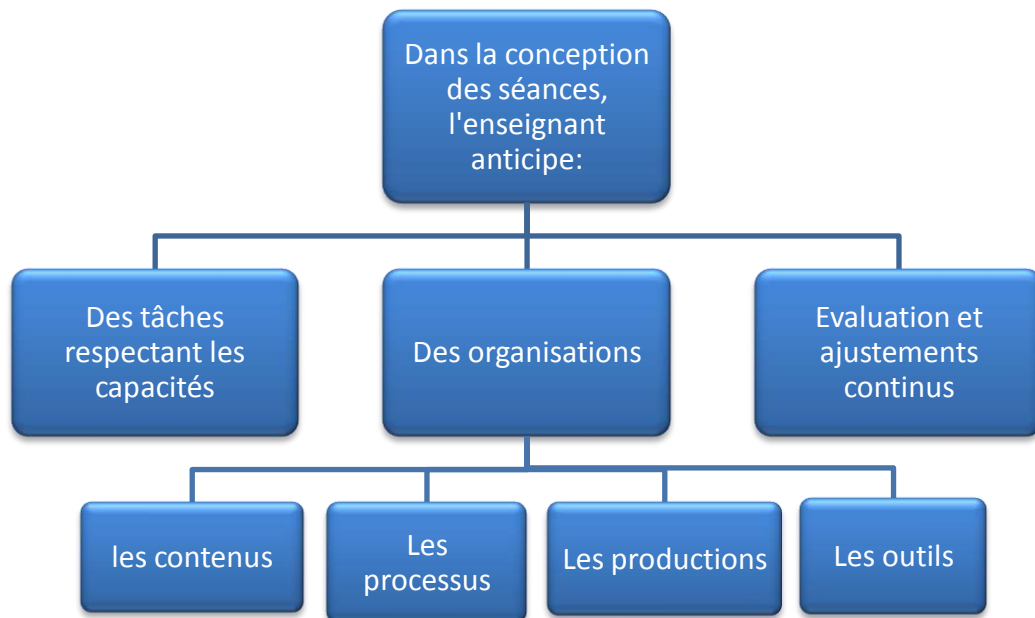 Dans la conception
des séances,
l'enseignant
anticipe:
Des tâches
respectant les
capacités
Des organisations
Evaluation et
ajustements
continus
les contenus
Les
processus
Les productions
Les outils